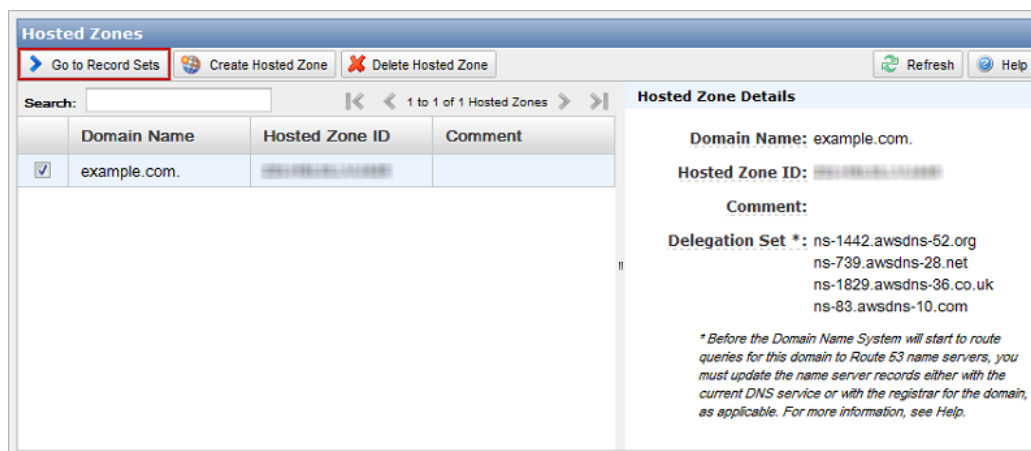 Hosted Zones
Go to Record Sets
Create Hosted Zone
Delete Hosted Zone
Refresh
Help
Search:
1 to 1 of 1 Hosted Zones
Domain Name
Hosted Zone ID
Comment
example.com.
Hosted Zone Details
Domain Name: example.com.
Hosted Zone ID:
Comment:
Delegation Set *: ns-1442.awsdns-52.org
ns-739.awsdns-28.net
ns-1829.awsdns-36.co.uk
ns-83.awsdns-10.com
* Before the Domain Name System will start to route
queries for this domain to Route 53 name servers, you
must update the name server records either with the
current DNS service or with the registrar for the domain,
as applicable. For more information, see Help.